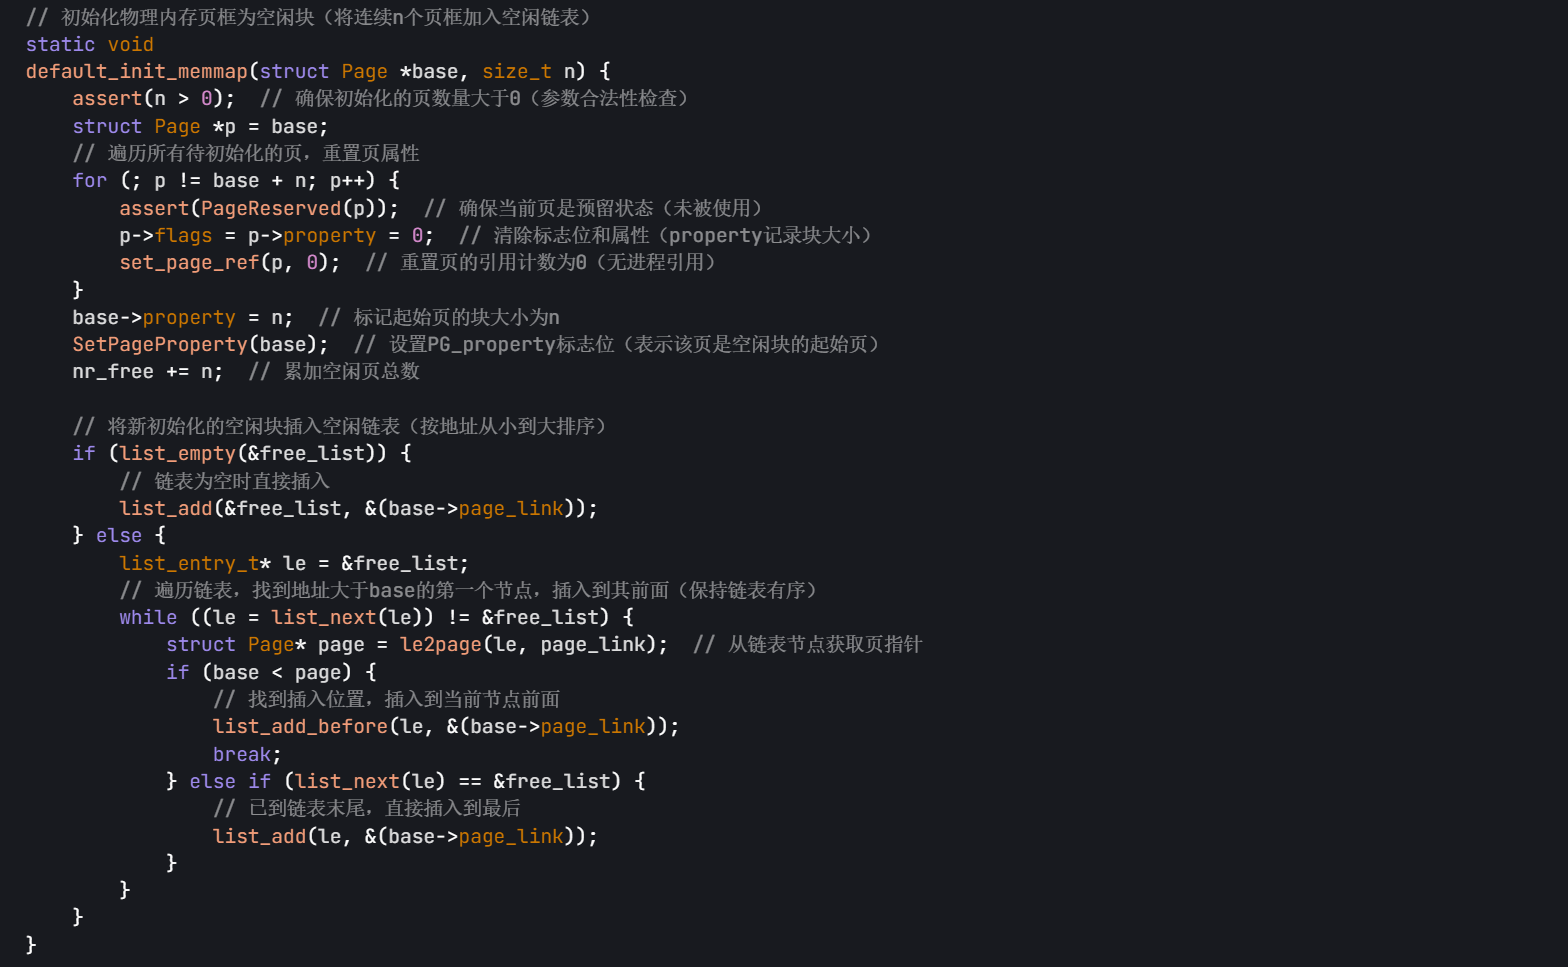 // 初始化物理内存页框为空闲块（将连续n个页框加入空闲链表）
static void
default_init_memmap(struct Page *base, size_t n) {
    assert(n > 0);  // 确保初始化的页数量大于0（参数合法性检查）
    struct Page *p = base;
    // 遍历所有待初始化的页，重置页属性
    for (; p != base + n; p++) {
        assert(PageReserved(p));  // 确保当前页是预留状态（未被使用）
        p->flags = p->property = 0;  // 清除标志位和属性（property记录块大小）
        set_page_ref(p, 0);  // 重置页的引用计数为0（无进程引用）
    }
    base->property = n;  // 标记起始页的块大小为n
    SetPageProperty(base);  // 设置PG_property标志位（表示该页是空闲块的起始页）
    nr_free += n;  // 累加空闲页总数

    // 将新初始化的空闲块插入空闲链表（按地址从小到大排序）
    if (list_empty(&free_list)) {
        // 链表为空时直接插入
        list_add(&free_list, &(base->page_link));
    } else {
        list_entry_t* le = &free_list;
        // 遍历链表，找到地址大于base的第一个节点，插入到其前面（保持链表有序）
        while ((le = list_next(le)) != &free_list) {
            struct Page* page = le2page(le, page_link);  // 从链表节点获取页指针
            if (base < page) {
                // 找到插入位置，插入到当前节点前面
                list_add_before(le, &(base->page_link));
                break;
            } else if (list_next(le) == &free_list) {
                // 已到链表末尾，直接插入到最后
                list_add(le, &(base->page_link));
            }
        }
    }
}